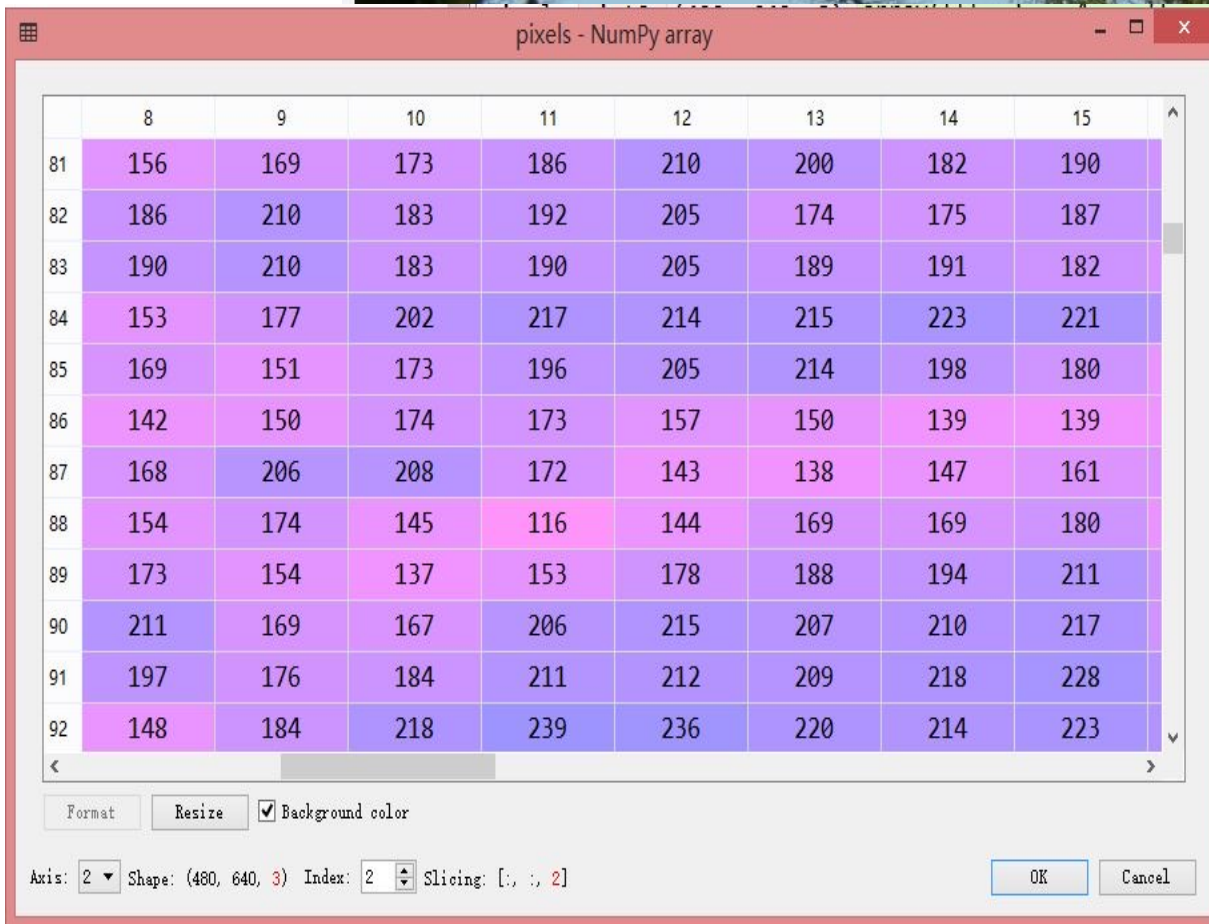 pixels - NumPy array
8 9 10 11 12 13 14 15
81 156 169 173 186 210 200 182 190
82 186 210 183 192 205 174 175 187
83 190 210 183 190 205 189 191 182
84 153 177 202 217 214 215 223 221
85 169 151 173 196 205 214 198 180
86 142 150 174 173 157 150 139 139
87 168 206 208 172 143 138 147 161
88 154 174 145 116 144 169 169 180
89 173 154 137 153 178 188 194 211
90 211 169 167 206 215 207 210 217
91 197 176 184 211 212 209 218 228
92 148 184 218 239 236 220 214 223
Format Resize Background color
Axis: 2 Shape: (480, 640, 3) Index: 2 Slicing: [:, :, 2] OK Cancel